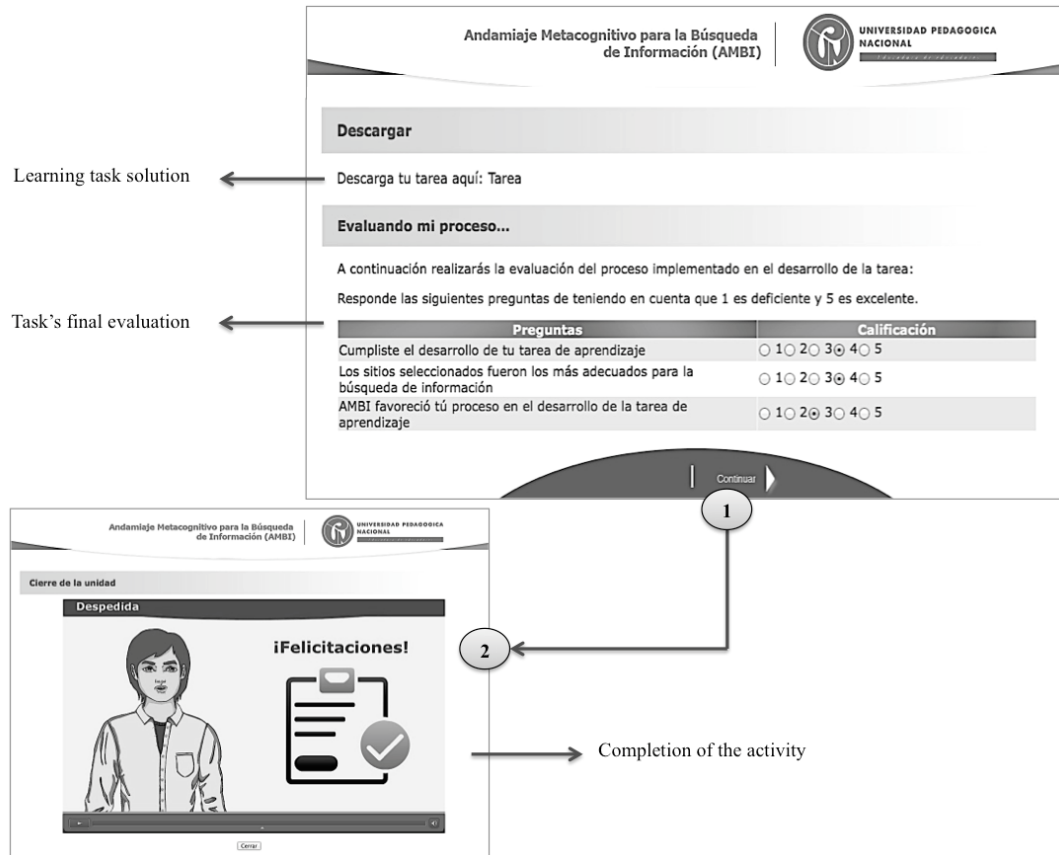 Andamiaje Metacognitivo para la Búsqueda
de Información (AMBI)
UNIVERSIDAD PEDAGOGICA
NACIONAL
Descargar
Learning task solution
Descarga tu tarea aquí: Tarea
Evaluando mi proceso...
A continuación realizarás la evaluación del proceso implementado en el desarrollo de la tarea:
Responde las siguientes preguntas de teniendo en cuenta que 1 es deficiente y 5 es excelente.
Task's final evaluation
Preguntas Calificación
Cumpliste el desarrollo de tu tarea de aprendizaje 1 2 3 4 5
Los sitios seleccionados fueron los más adecuados para la
búsqueda de información 1 2 3 4 5
AMBI favoreció tú proceso en el desarrollo de la tarea de
aprendizaje 1 2 3 4 5
Continuar
1
Andamiaje Metacognitivo para la Búsqueda
de Información (AMBI)
UNIVERSIDAD PEDAGOGICA
NACIONAL
Cierre de la unidad
Despedida
¡Felicitaciones!
2
Completion of the activity
Cerrar